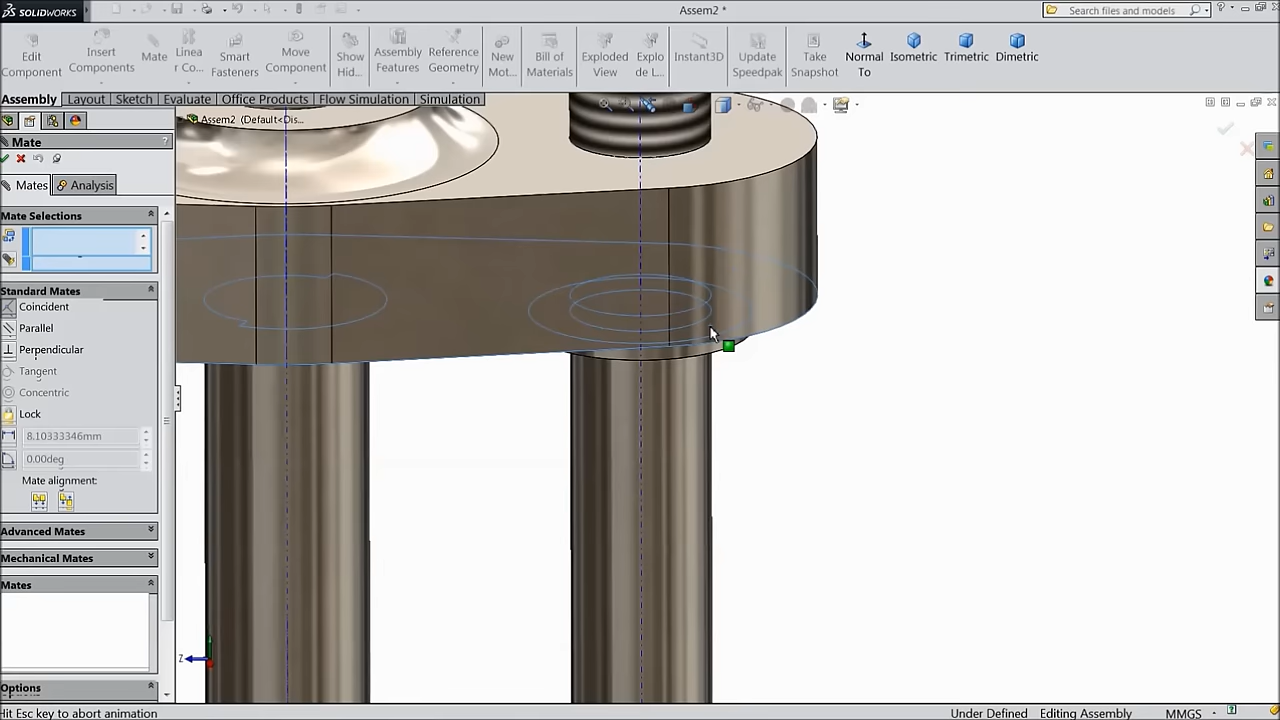 SOLIDWORKS
Assem2 *
Search files and models
Edit Component
Insert Components
Mate
Linea r Co...
Smart Fasteners
Move Component
Show Hid...
Assembly Features
Reference Geometry
New Mot...
Bill of Materials
Exploded View
Explo de L...
Instant3D
Update Speedpak
Take Snapshot
Normal To
Isometric
Trimetric
Dimetric
Assembly Layout Sketch Evaluate Office Products Flow Simulation Simulation
Assem2 (Default<Dis...
Mate
?
Mates Analysis
Mate Selections
Standard Mates
Coincident
Parallel
Perpendicular
Tangent
Concentric
Lock
8.10333346mm
0.00deg
Mate alignment:
Advanced Mates
Mechanical Mates
Mates
Options
Z
Hit Esc key to abort animation
Under Defined Editing Assembly MMGS